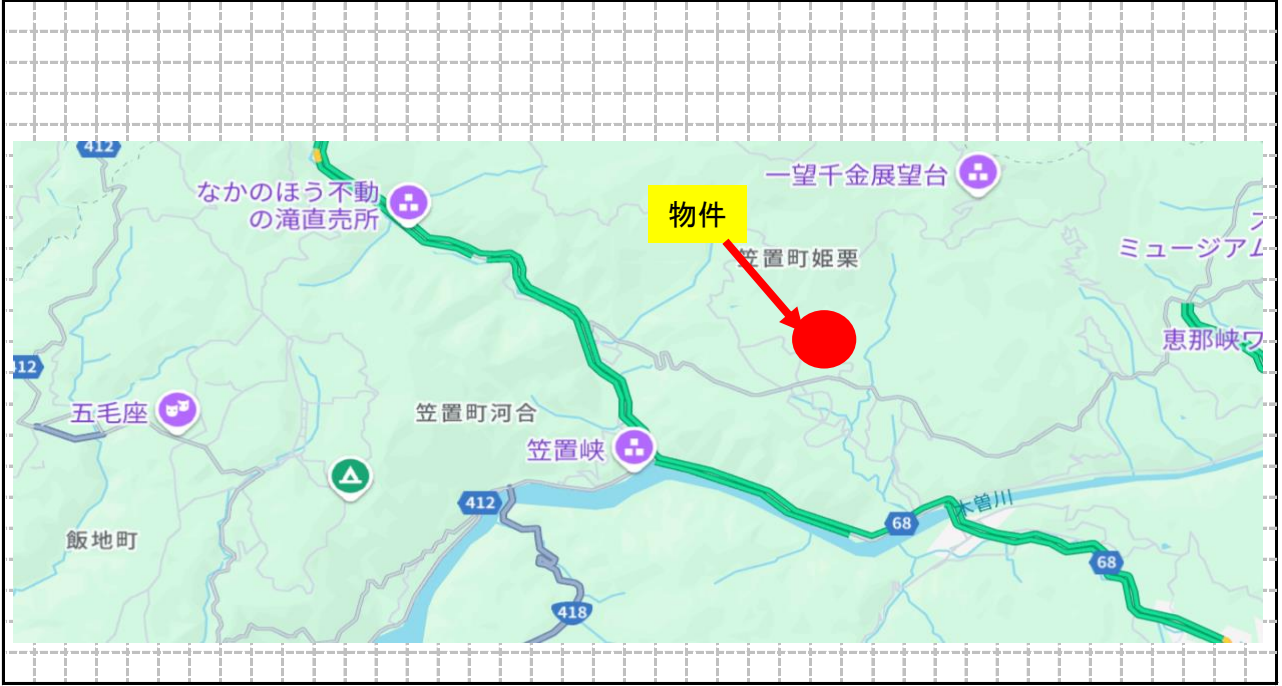 412
なかのほう不動
の滝直売所
一望千金展望台
物件
笠置町姫栗
ミュージアム
恵那峡ワ
12
五毛座
笠置町河合
笠置峡
412
木曽川
68
飯地町
68
418